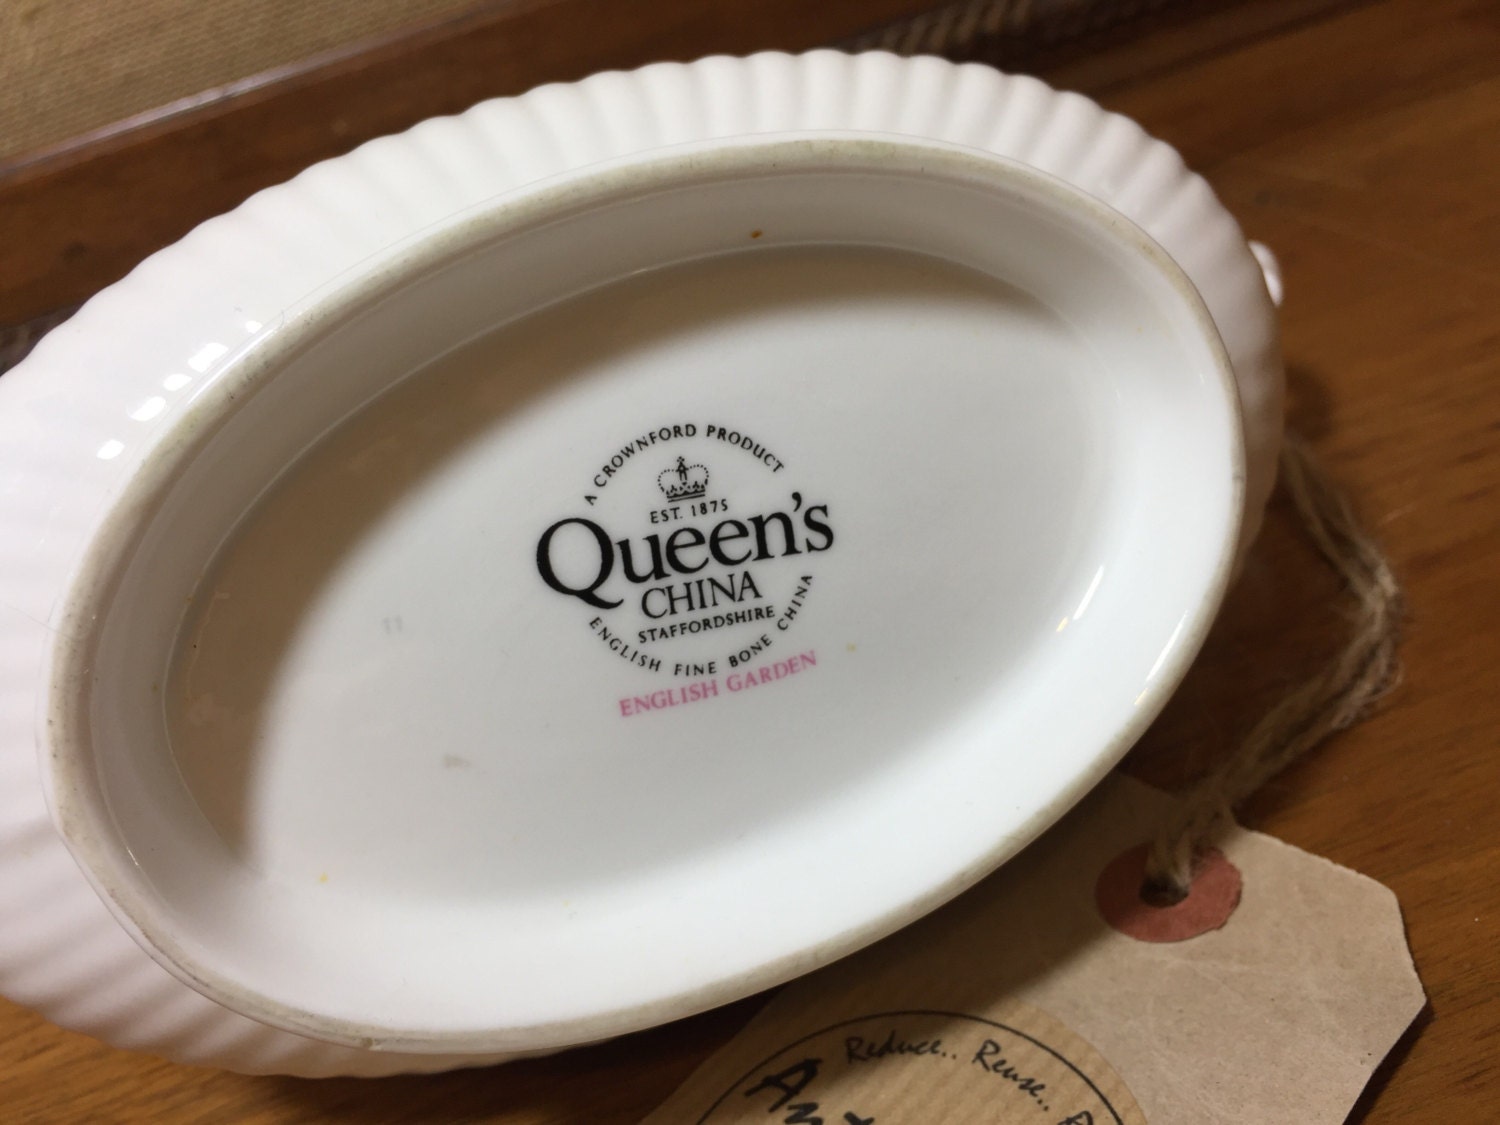 A CROWNFORD PRODUCT
EST. 1875
Queen's
CHINA
STAFFORDSHIRE
ENGLISH FINE BONE CHINA
ENGLISH GARDEN
Reduce.. Reuse..